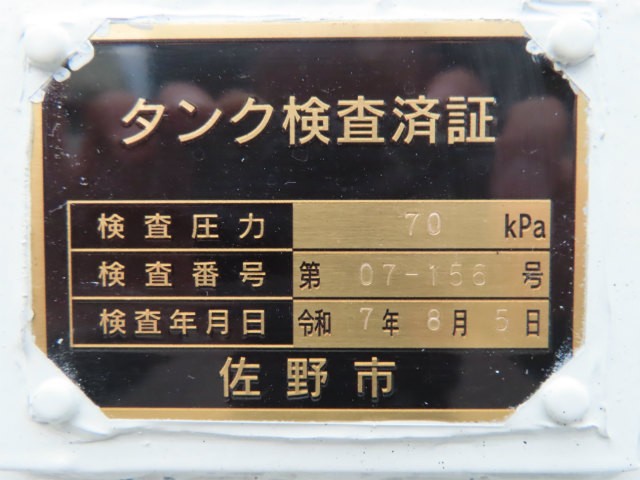 タンク検査済証
検査圧力 70 kPa
検査番号 第 07-156 号
検査年月日 令和 7年 8月 5日
佐野市